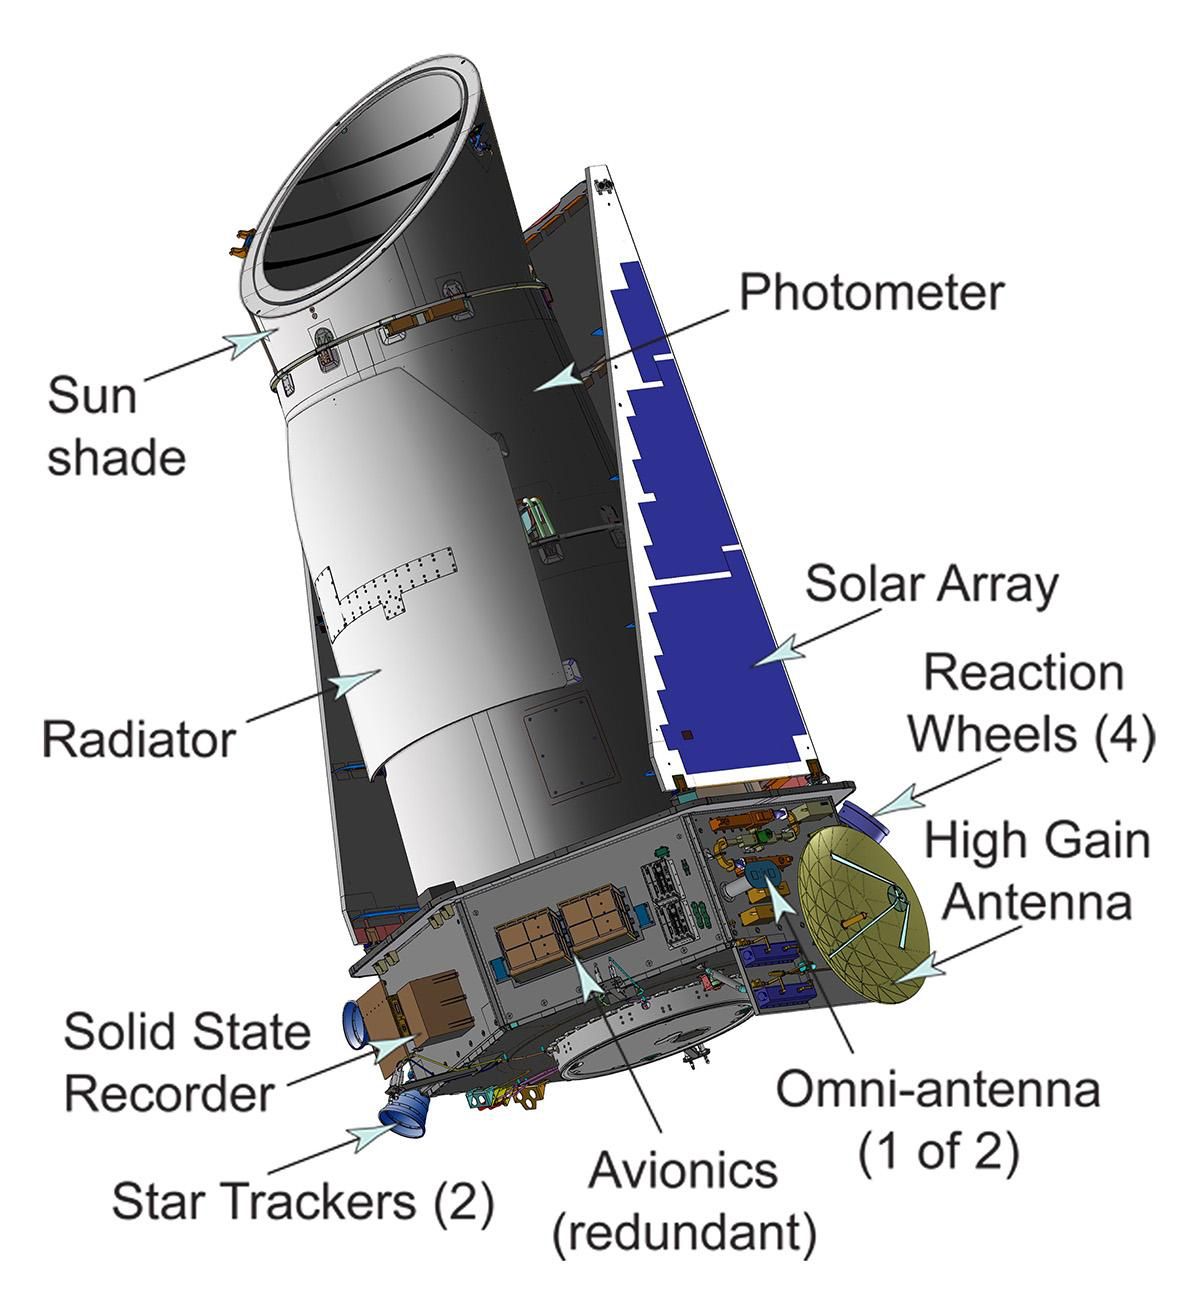 Photometer
Sun
shade
Solar Array
Reaction
Wheels (4)
Radiator
High Gain
Antenna
Solid State
Recorder
Omni-antenna
(1 of 2)
Avionics
(redundant)
Star Trackers (2)